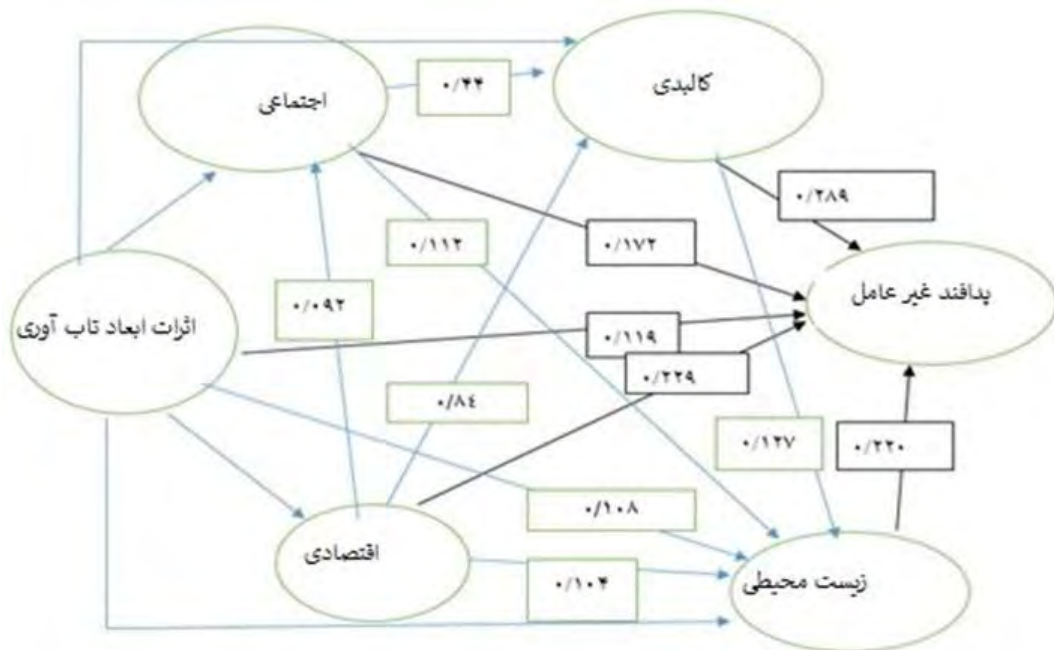 کالبدی
اجتماعی
۰/۴۴
۰/۲۸۹
۰/۱۱۲
۰/۱۷۲
پدافند غیر عامل
۰/۰۹۲
اثرات ابعاد تاب آوری
۰/۱۱۹
۰/۲۲۹
۰/۸٤
۰/۱۲۷
۰/۲۲۰
۰/۱۰۸
اقتصادی
زیست محیطی
۰/۱۰۴